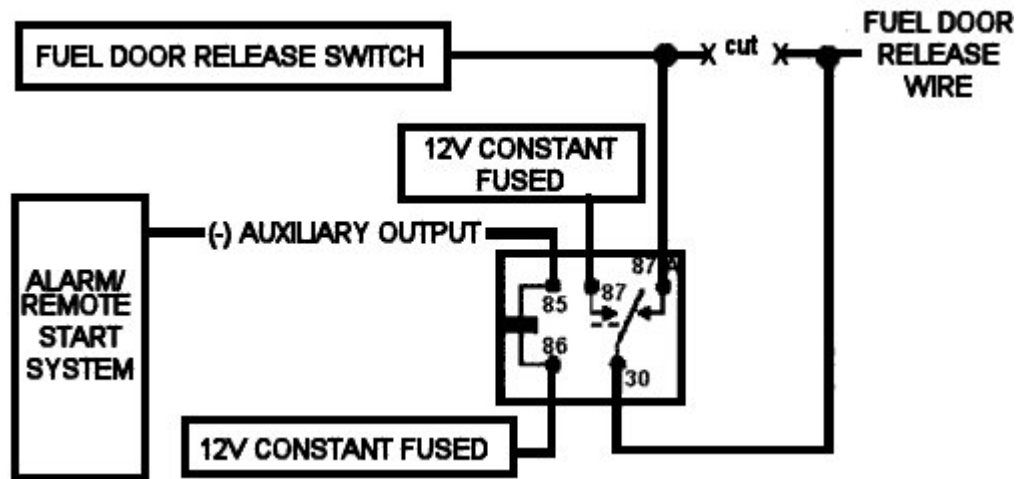 FUEL DOOR RELEASE SWITCH
X cut X
FUEL DOOR
RELEASE
WIRE
12V CONSTANT
FUSED
(-) AUXILIARY OUTPUT
ALARM/
REMOTE
START
SYSTEM
85
87
87A
86
30
12V CONSTANT FUSED